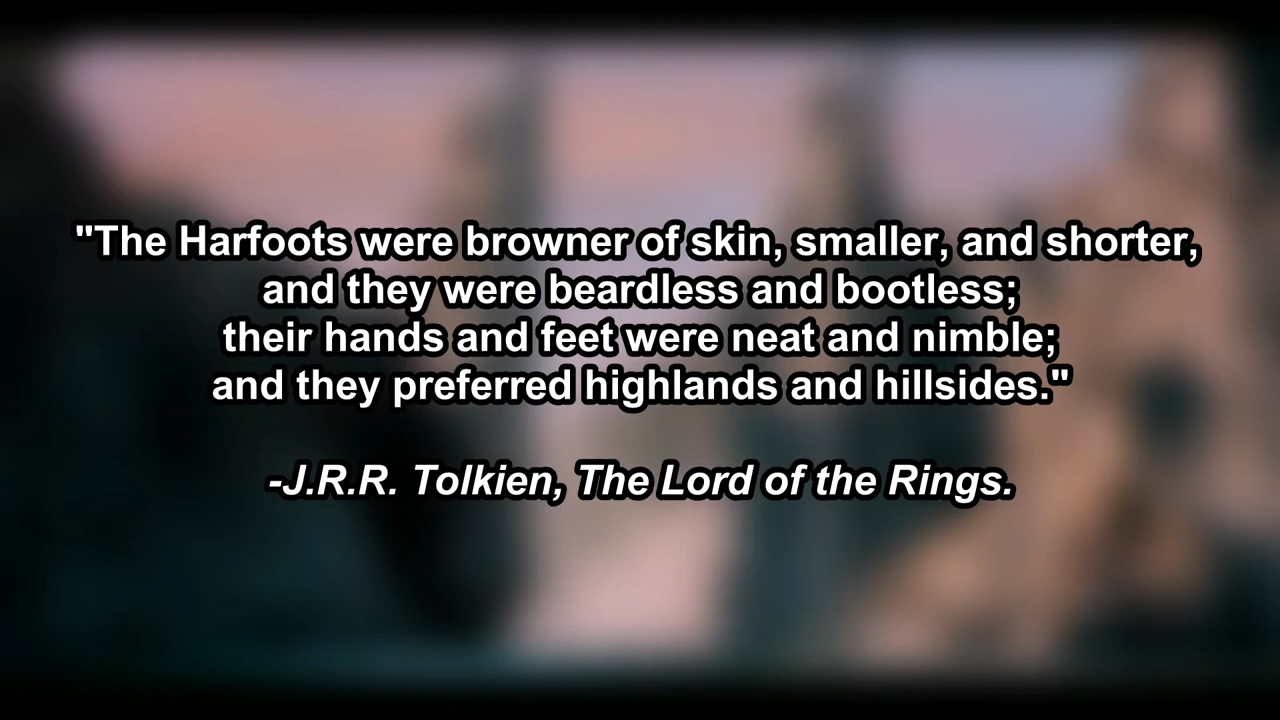 "The Harfoots were browner of skin, smaller, and shorter,
and they were beardless and bootless;
their hands and feet were neat and nimble;
and they preferred highlands and hillsides."
-J.R.R. Tolkien, The Lord of the Rings.